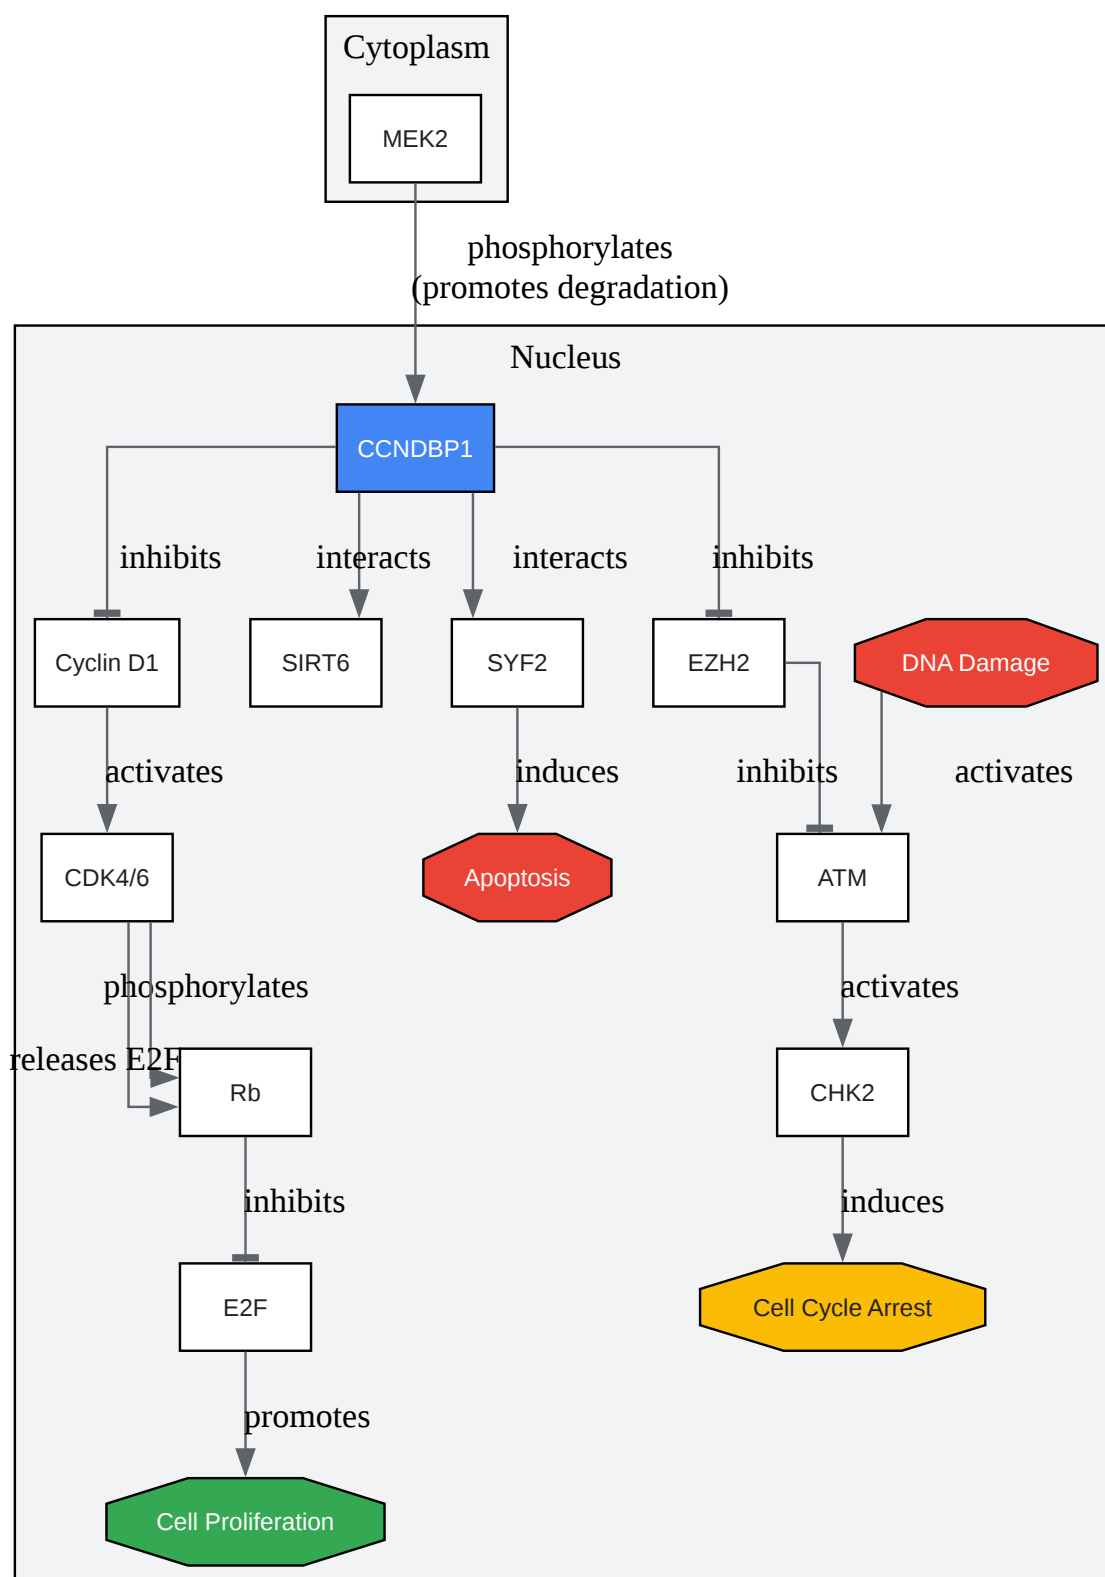 Cytoplasm
MEK2
phosphorylates
(promotes degradation)
Nucleus
CCNDBP1
inhibits
interacts
interacts
inhibits
Cyclin D1
SIRT6
SYF2
EZH2
DNA Damage
activates
induces
inhibits
activates
CDK4/6
Apoptosis
ATM
phosphorylates
activates
releases E2F
Rb
CHK2
inhibits
induces
E2F
Cell Cycle Arrest
promotes
Cell Proliferation